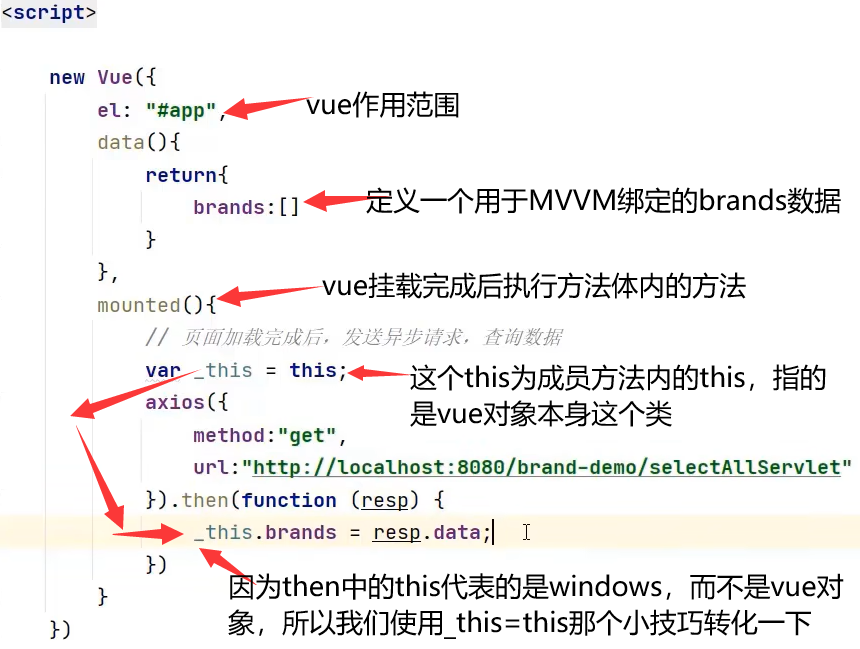 <script>
new Vue({
el: "#app",
vue作用范围
data(){
return{
brands:[]
定义一个用于MVVM绑定的brands数据
}
},
mounted(){
vue挂载完成后执行方法体内的方法
// 页面加载完成后，发送异步请求，查询数据
var _this = this;
这个this为成员方法内的this，指的
是vue对象本身这个类
axios({
method:"get",
url:"http://localhost:8080/brand-demo/selectAllServlet"
}).then(function (resp) {
_this.brands = resp.data;
})
因为then中的this代表的是windows，而不是vue对
象，所以我们使用_this=this那个小技巧转化一下
}
})